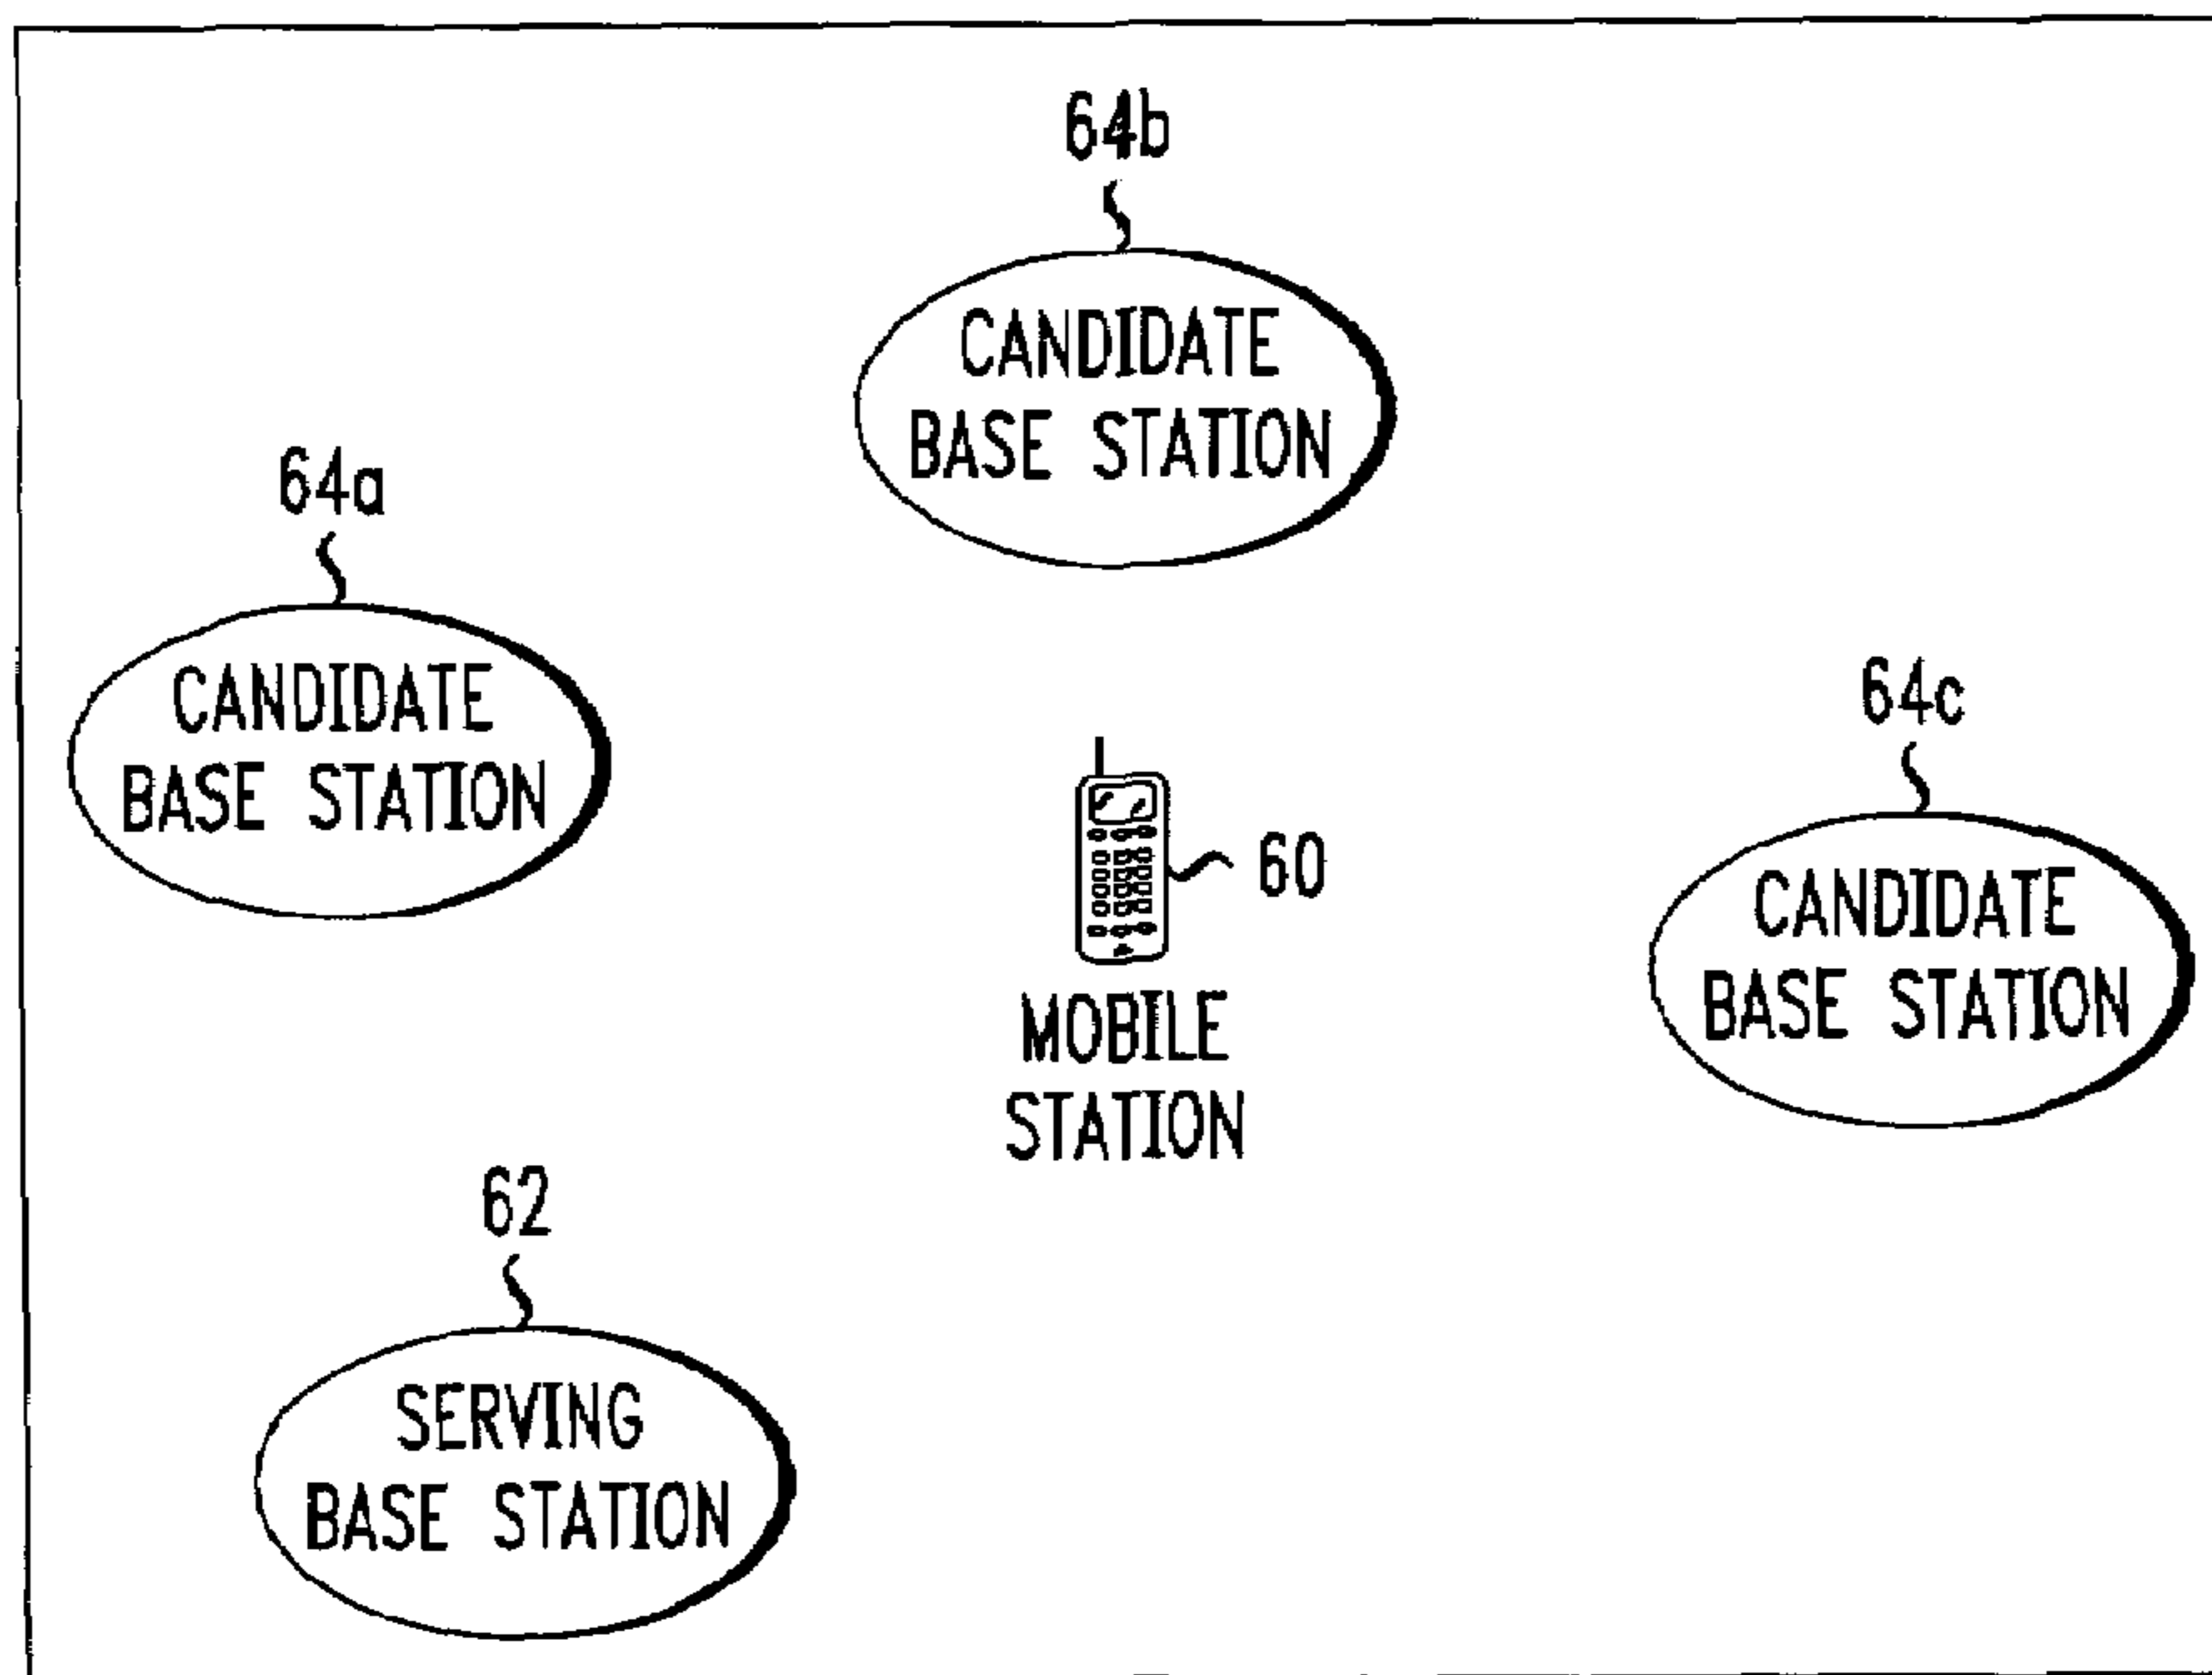 64b
CANDIDATE
BASE STATION
64a
CANDIDATE
BASE STATION
64c
CANDIDATE
BASE STATION
60
MOBILE
STATION
62
SERVING
BASE STATION